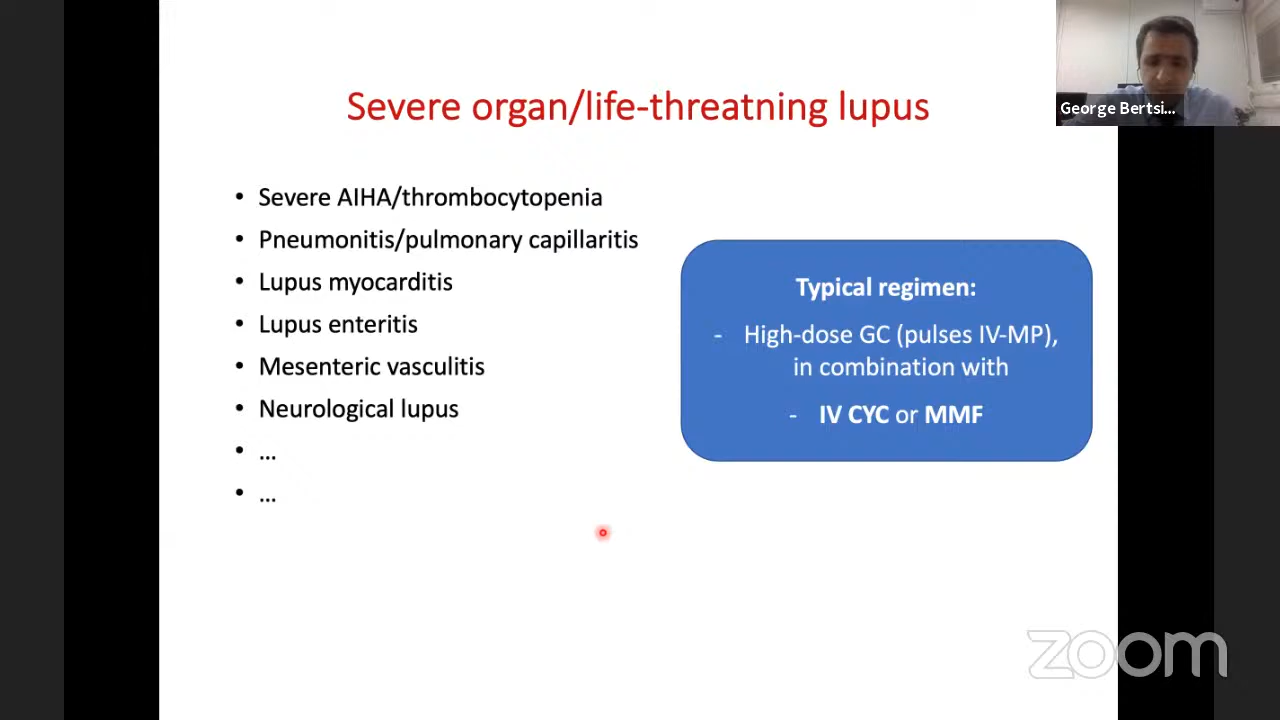 Severe organ/life-threatning lupus
George Bertsi...
• Severe AIHA/thrombocytopenia
• Pneumonitis/pulmonary capillaritis
• Lupus myocarditis
• Lupus enteritis
• Mesenteric vasculitis
• Neurological lupus
• ...
• ...
Typical regimen:
- High-dose GC (pulses IV-MP),
in combination with
- IV CYC or MMF
zoom